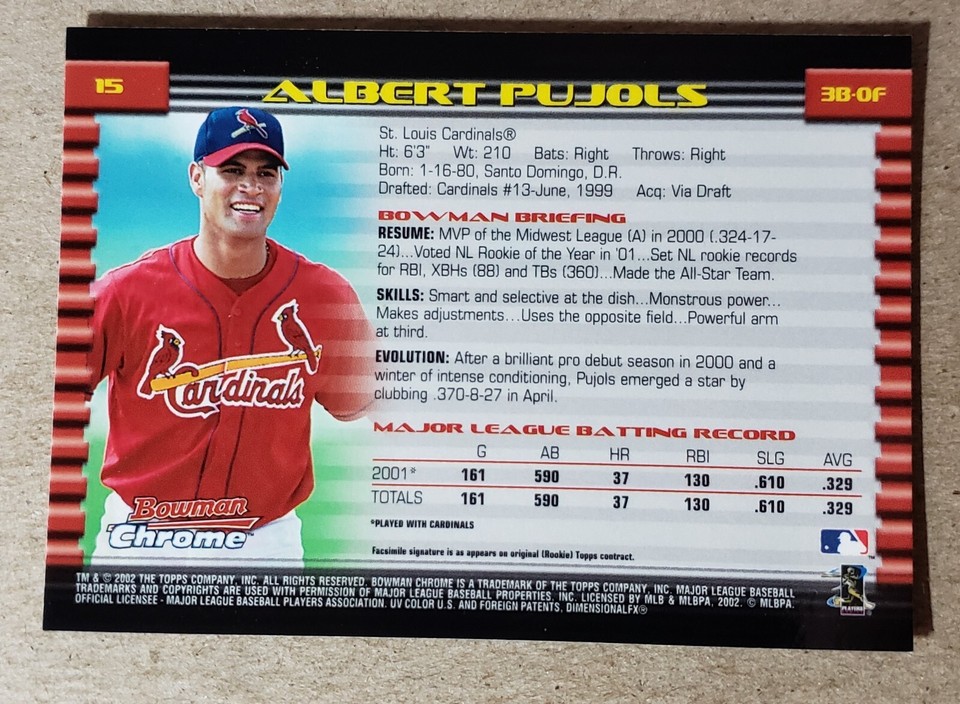 15
ALBERT PUJOLS
3B-OF
St. Louis Cardinals®
Ht: 6'3" Wt: 210 Bats: Right Throws: Right
Born: 1-16-80, Santo Domingo, D.R.
Drafted: Cardinals #13-June, 1999 Acq: Via Draft
BOWMAN BRIEFING
RESUME: MVP of the Midwest League (A) in 2000 (.324-17-
24)...Voted NL Rookie of the Year in '01...Set NL rookie records
for RBI, XBHs (88) and TBs (360)...Made the All-Star Team.
SKILLS: Smart and selective at the dish...Monstrous power...
Makes adjustments...Uses the opposite field...Powerful arm
at third.
EVOLUTION: After a brilliant pro debut season in 2000 and a
winter of intense conditioning, Pujols emerged a star by
clubbing .370-8-27 in April.
MAJOR LEAGUE BATTING RECORD
G AB HR RBI SLG AVG
2001* 161 590 37 130 .610 .329
TOTALS 161 590 37 130 .610 .329
*PLAYED WITH CARDINALS
Facsimile signature is as appears on original (Rookie) Topps contract.
Cardinals
Bowman
Chrome™
TM & © 2002 THE TOPPS COMPANY, INC. ALL RIGHTS RESERVED. BOWMAN CHROME IS A TRADEMARK OF THE TOPPS COMPANY, INC. MAJOR LEAGUE BASEBALL
TRADEMARKS AND COPYRIGHTS ARE USED WITH PERMISSION OF MAJOR LEAGUE BASEBALL PROPERTIES, INC. LICENSED BY MLB & MLBPA, 2002. © MLBPA.
OFFICIAL LICENSEE - MAJOR LEAGUE BASEBALL PLAYERS ASSOCIATION. UV COLOR U.S. AND FOREIGN PATENTS, DIMENSIONALFX®
PLAYERS